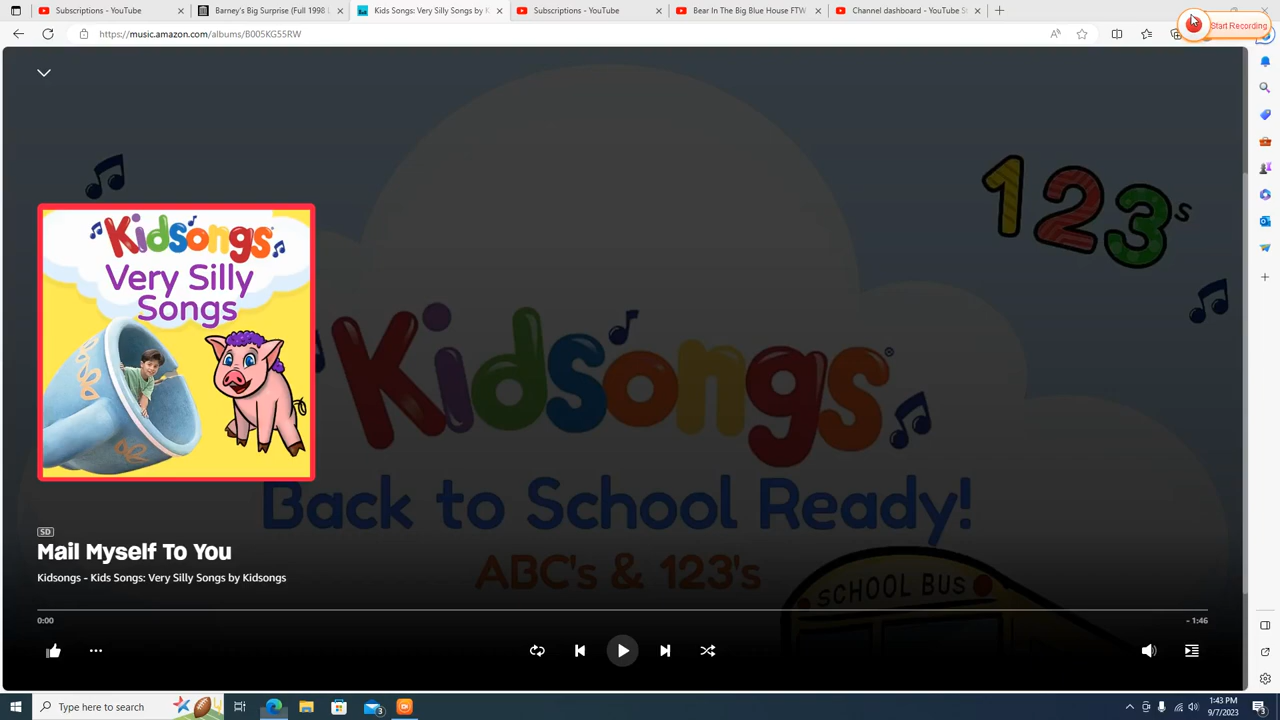 Subscriptions - YouTube
Barney's Big Surprise (Full 1998
Kids Songs: Very Silly Songs by K
Subscriptions - YouTube
Bear In The Big Blue House FTW
Channel dashboard - YouTube S
Start Recording
https://music.amazon.com/albums/B005KG55RW
123s
Kidsongs
Very Silly
Songs
Kidsongs®
Back to School Ready!
ABC's & 123's
SCHOOL BUS
SD
Mail Myself To You
Kidsongs - Kids Songs: Very Silly Songs by Kidsongs
0:00
- 1:46
Type here to search
3
1:43 PM
9/7/2023
3